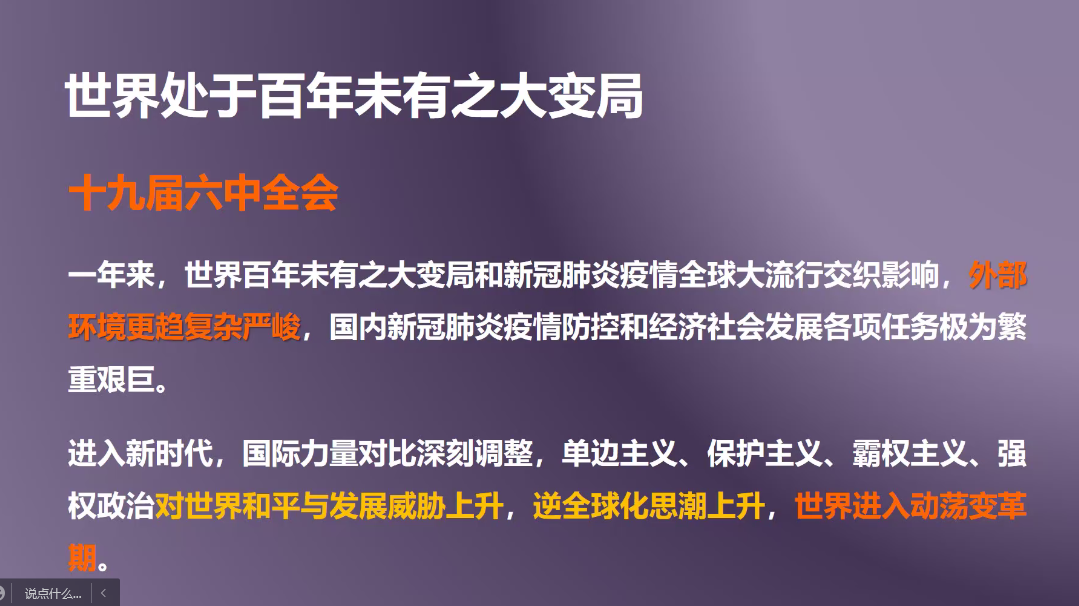 世界处于百年未有之大变局
十九届六中全会
一年来，世界百年未有之大变局和新冠肺炎疫情全球大流行交织影响，外部
环境更趋复杂严峻，国内新冠肺炎疫情防控和经济社会发展各项任务极为繁
重艰巨。
进入新时代，国际力量对比深刻调整，单边主义、保护主义、霸权主义、强
权政治对世界和平与发展威胁上升，逆全球化思潮上升，世界进入动荡变革
期。
说点什么...